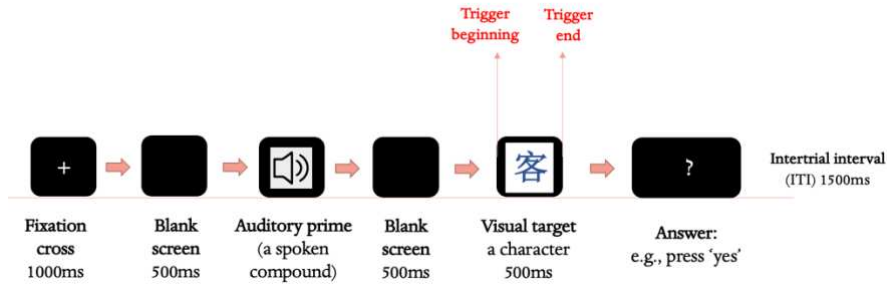 Trigger
beginning
Trigger
end
+
客
?
Intertrial interval
(ITI) 1500ms
Fixation
cross
1000ms
Blank
screen
500ms
Auditory prime
(a spoken
compound)
Blank
screen
500ms
Visual target
a character
500ms
Answer:
e.g., press ‘yes’